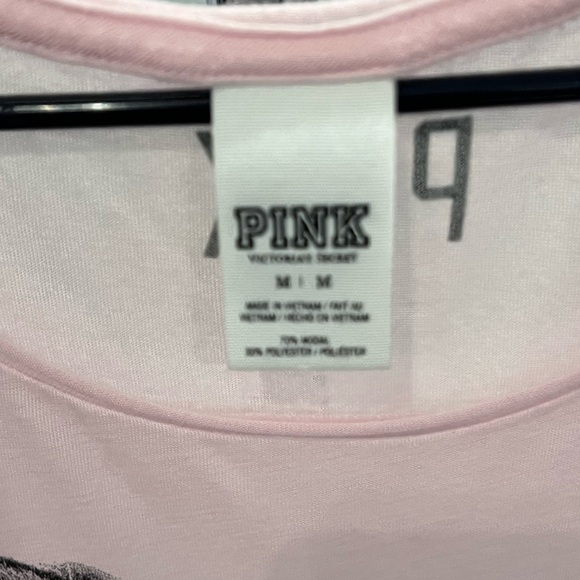 PINK
VICTORIA'S SECRET
M | M
MADE IN VIETNAM / FAIT AU
VIETNAM / HECHO EN VIETNAM
70% MODAL
30% POLYESTER / POLIÉSTER
P